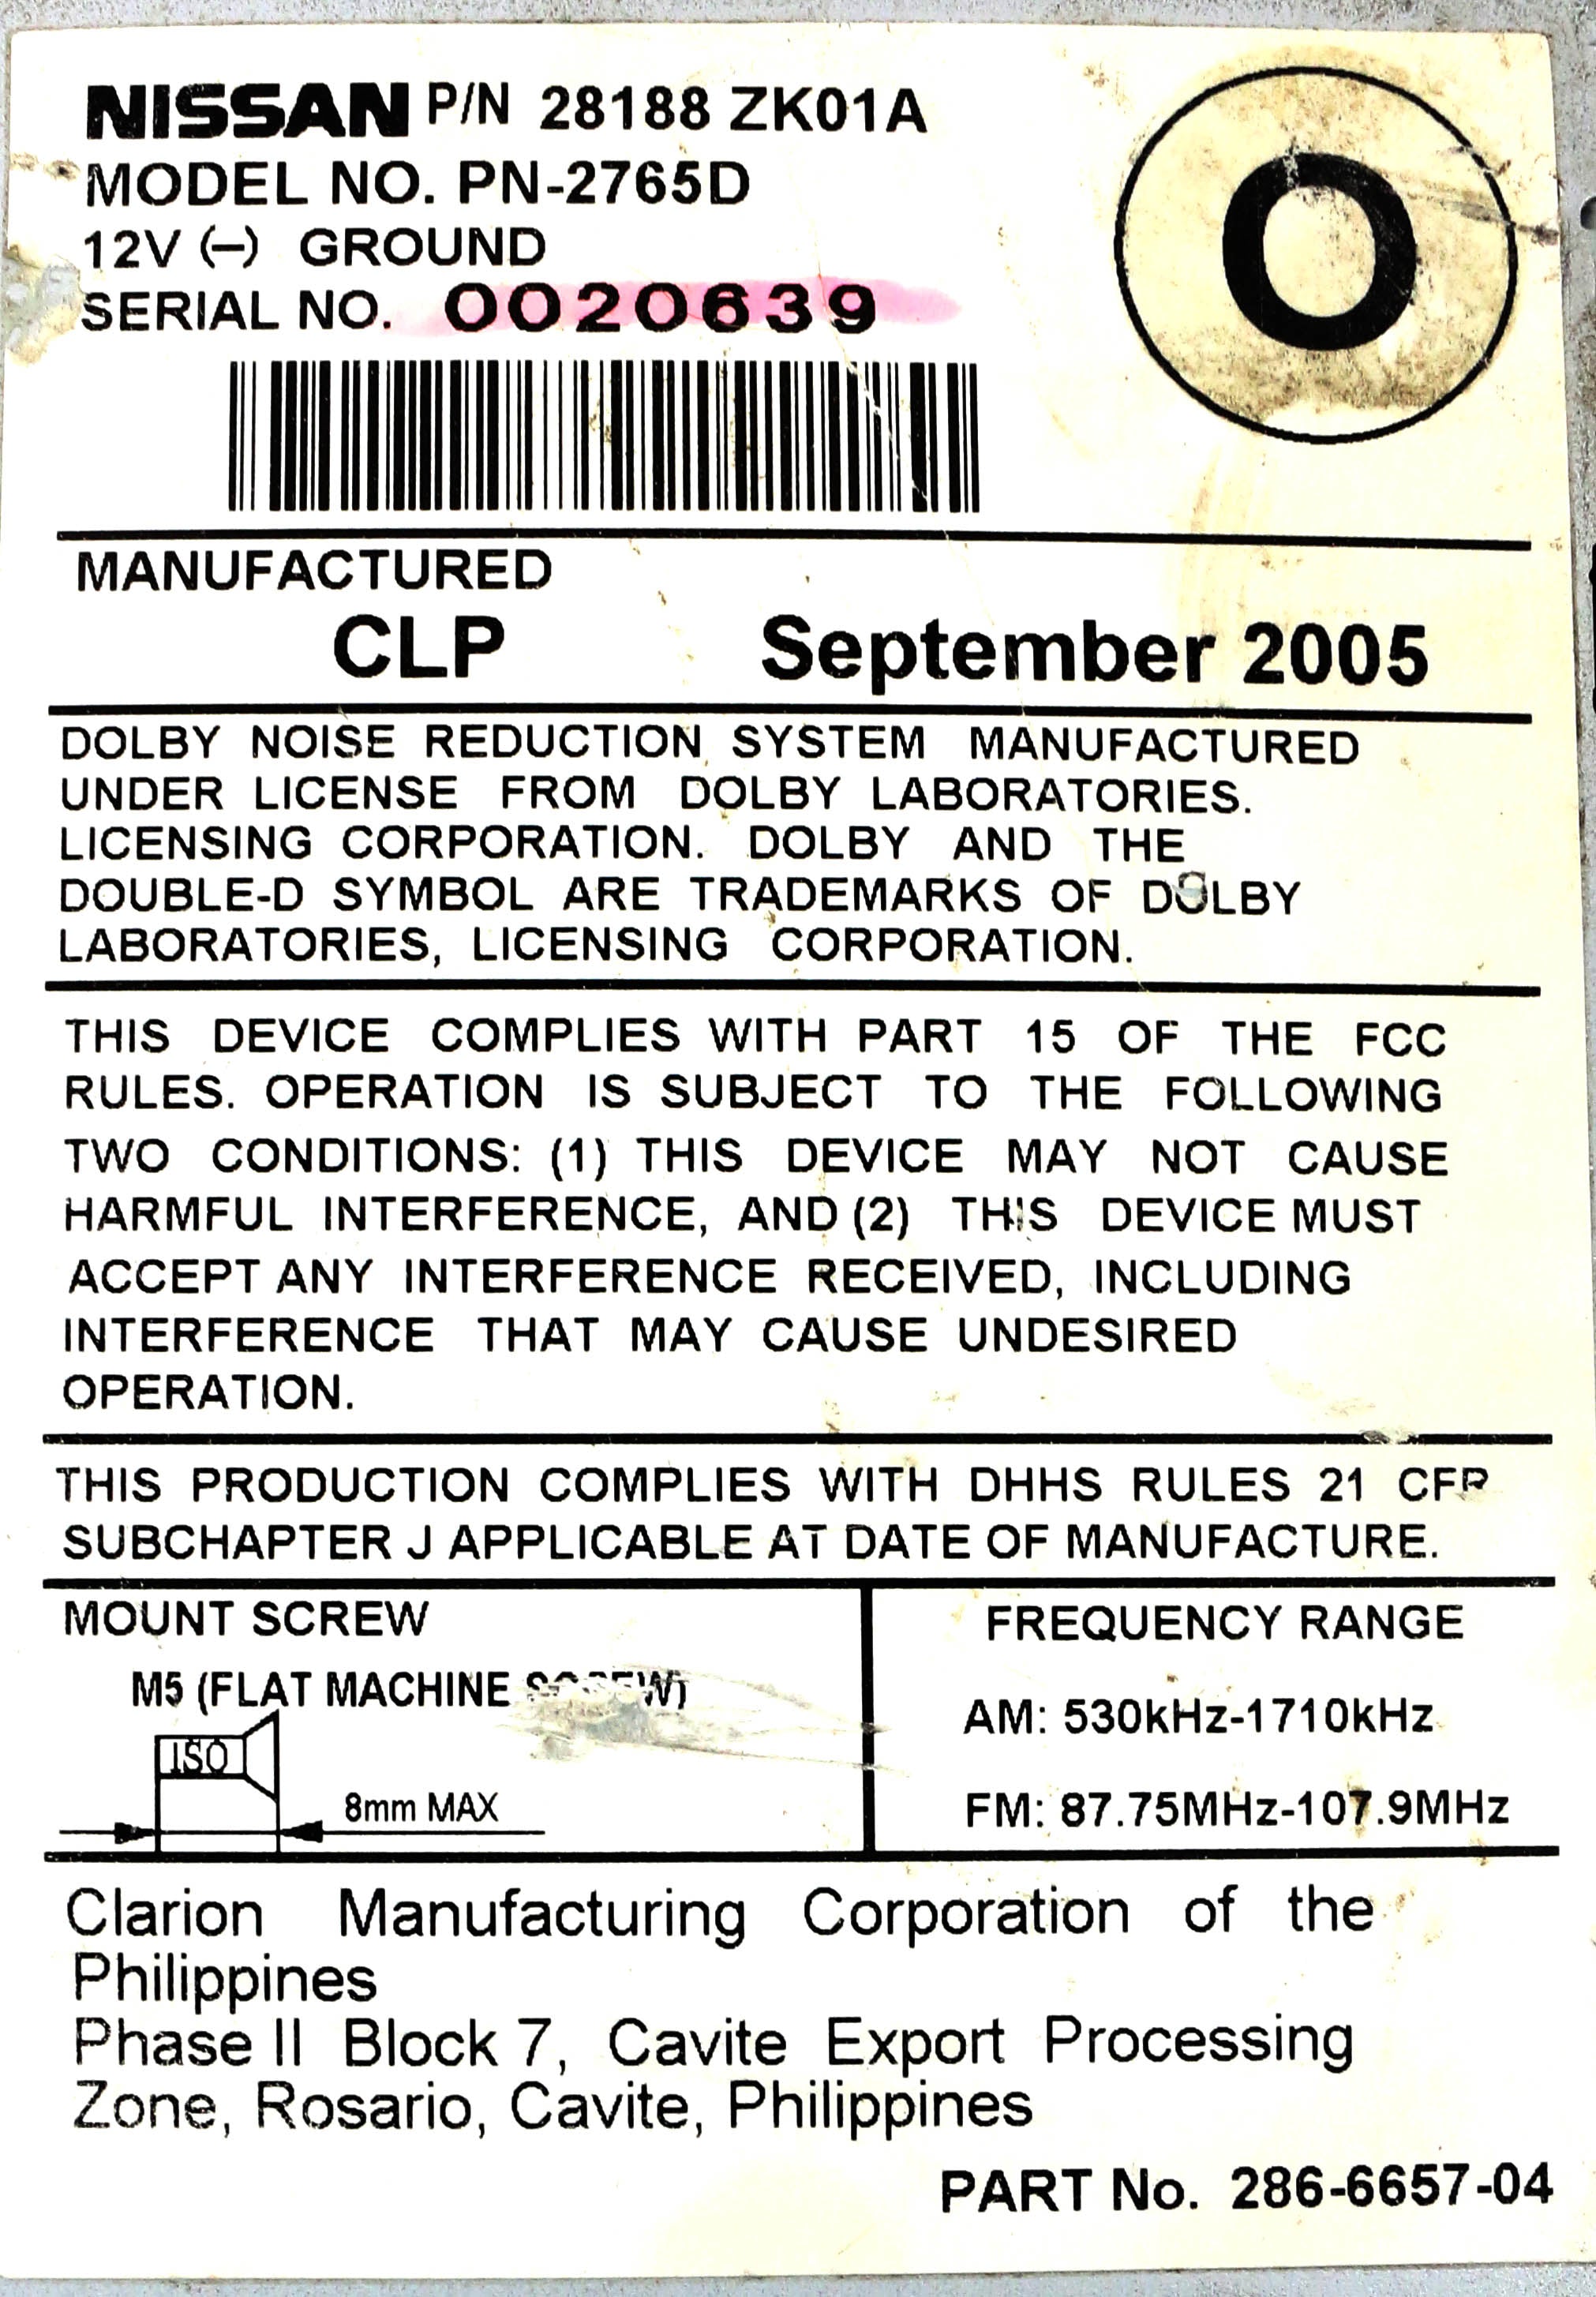 NISSAN P/N 28188 ZK01A
MODEL NO. PN-2765D
12V (–) GROUND
SERIAL NO. 0020639
O
MANUFACTURED
CLP September 2005
DOLBY NOISE REDUCTION SYSTEM MANUFACTURED
UNDER LICENSE FROM DOLBY LABORATORIES.
LICENSING CORPORATION. DOLBY AND THE
DOUBLE-D SYMBOL ARE TRADEMARKS OF DOLBY
LABORATORIES, LICENSING CORPORATION.
THIS DEVICE COMPLIES WITH PART 15 OF THE FCC
RULES. OPERATION IS SUBJECT TO THE FOLLOWING
TWO CONDITIONS: (1) THIS DEVICE MAY NOT CAUSE
HARMFUL INTERFERENCE, AND (2) THIS DEVICE MUST
ACCEPT ANY INTERFERENCE RECEIVED, INCLUDING
INTERFERENCE THAT MAY CAUSE UNDESIRED
OPERATION.
THIS PRODUCTION COMPLIES WITH DHHS RULES 21 CFR
SUBCHAPTER J APPLICABLE AT DATE OF MANUFACTURE.
MOUNT SCREW
M5 (FLAT MACHINE SCREW)
ISO
8mm MAX
FREQUENCY RANGE
AM: 530kHz-1710kHz
FM: 87.75MHz-107.9MHz
Clarion Manufacturing Corporation of the
Philippines
Phase II Block 7, Cavite Export Processing
Zone, Rosario, Cavite, Philippines
PART No. 286-6657-04